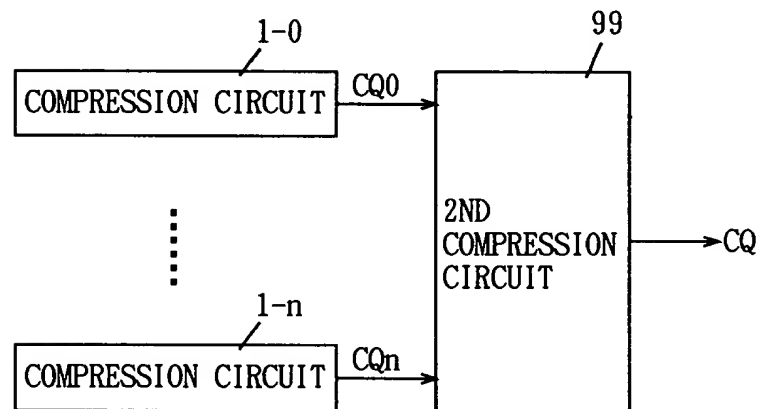 1-0
99
COMPRESSION CIRCUIT
CQ0
2ND
COMPRESSION
CIRCUIT
CQ
1-n
COMPRESSION CIRCUIT
CQn